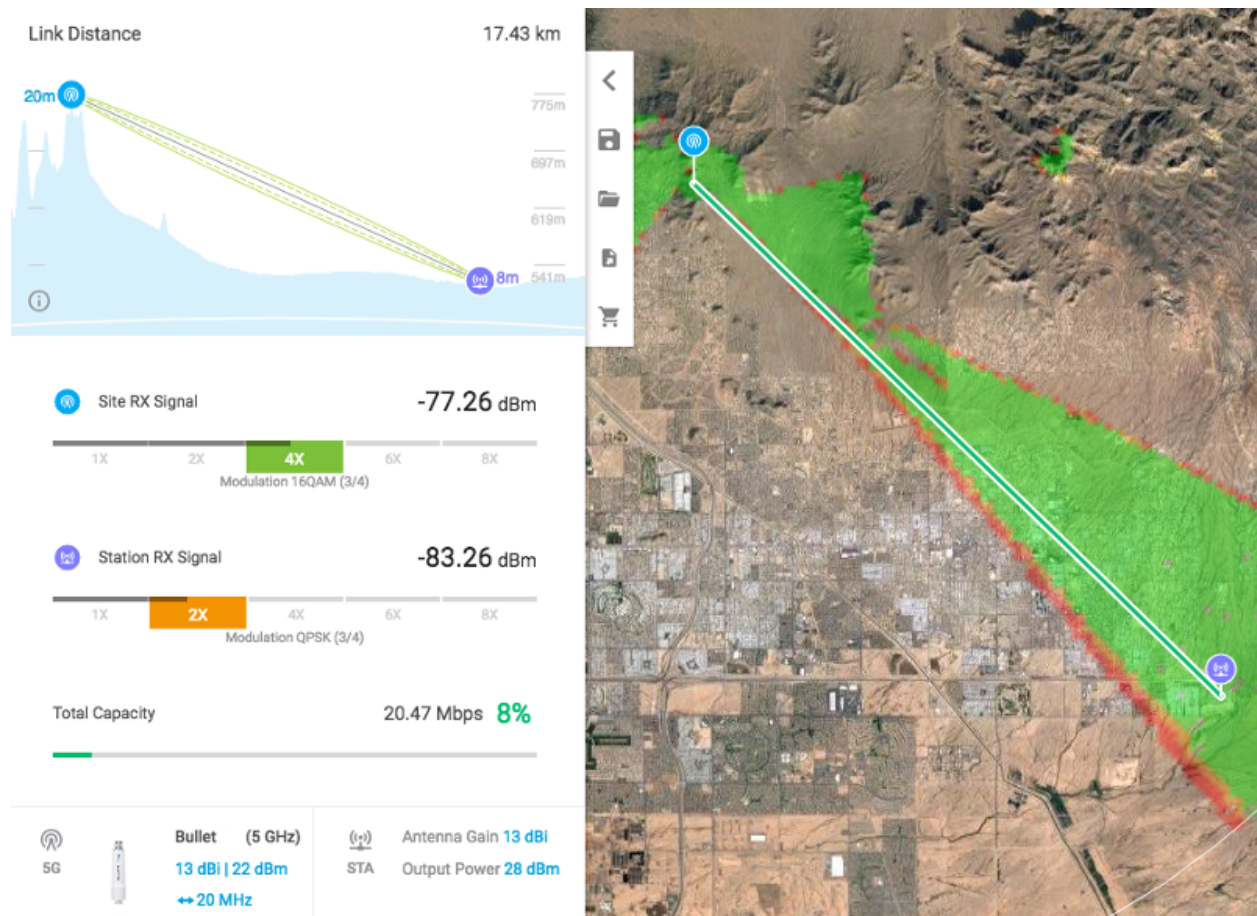 Link Distance 17.43 km
20m
775m
697m
619m
8m 541m
Site RX Signal -77.26 dBm
1X 2X 4X 6X 8X
Modulation 16QAM (3/4)
Station RX Signal -83.26 dBm
1X 2X 4X 6X 8X
Modulation QPSK (3/4)
Total Capacity 20.47 Mbps 8%
5G
Bullet (5 GHz)
13 dBi | 22 dBm
↔ 20 MHz
STA
Antenna Gain 13 dBi
Output Power 28 dBm